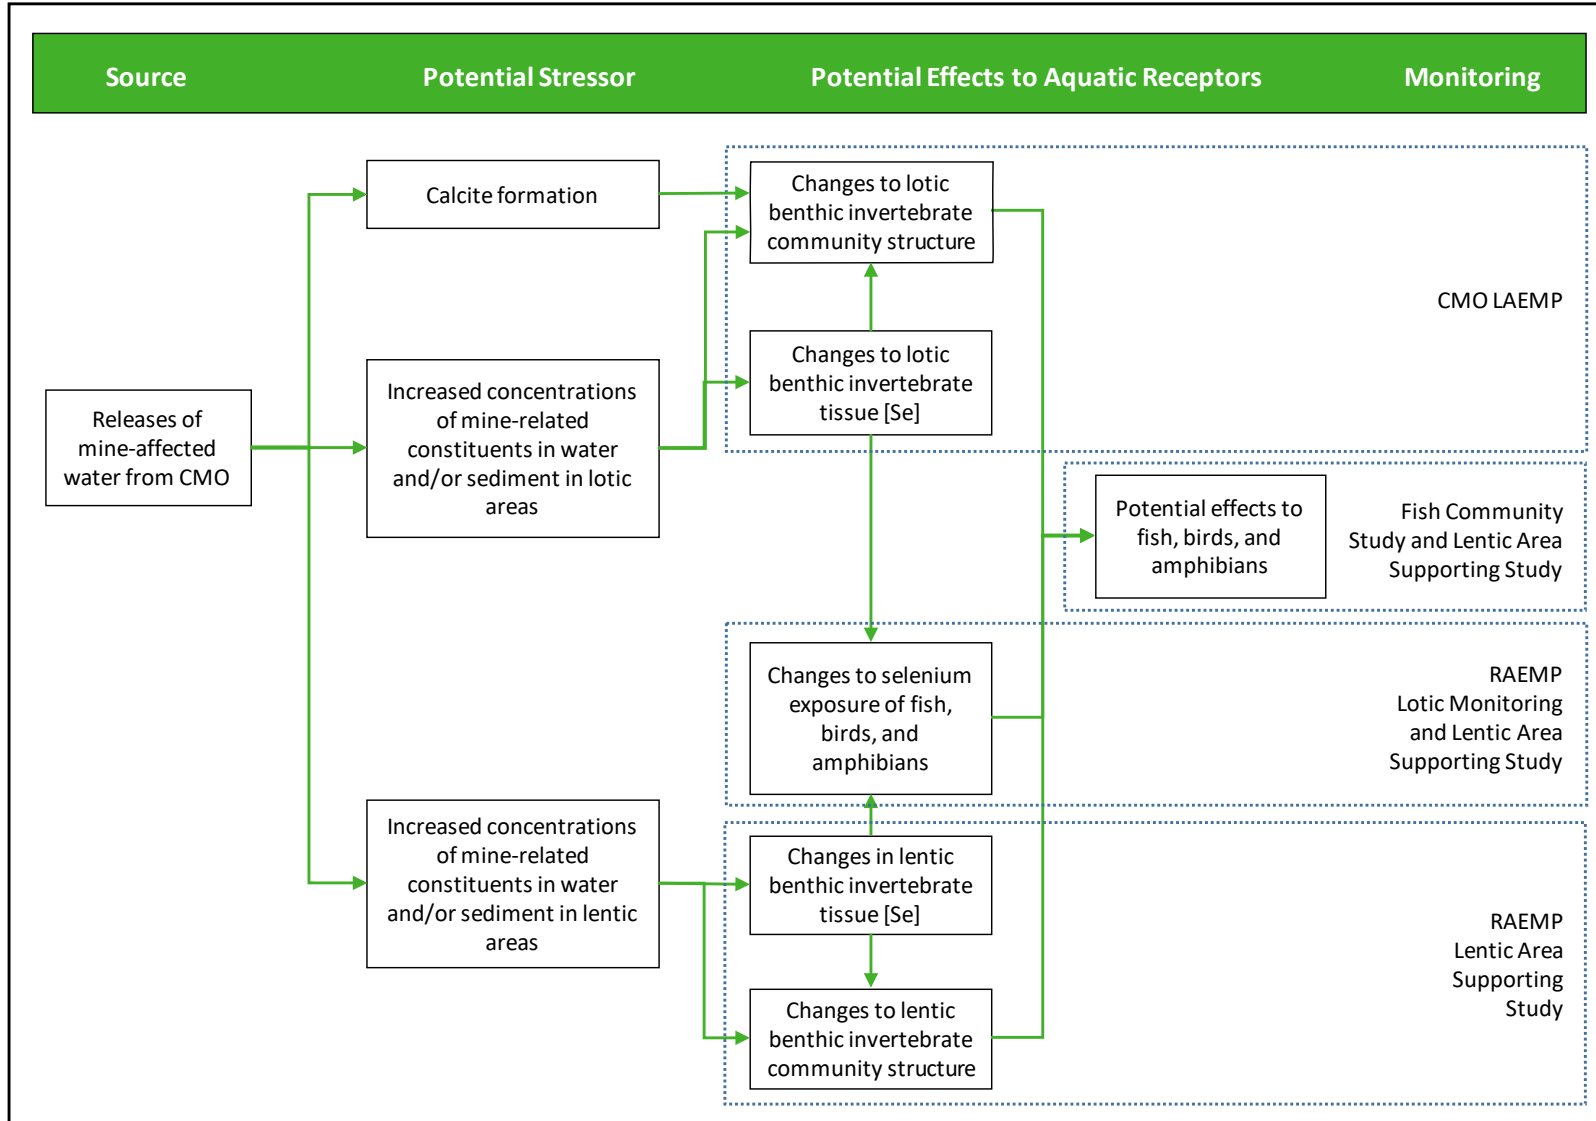 Source
Potential Stressor
Potential Effects to Aquatic Receptors
Monitoring
Calcite formation
Changes to lotic
benthic invertebrate
community structure
CMO LAEMP
Changes to lotic
benthic invertebrate
tissue [Se]
Increased concentrations
of mine-related
constituents in water
and/or sediment in lotic
areas
Releases of
mine-affected
water from CMO
Potential effects to
fish, birds, and
amphibians
Fish Community
Study and Lentic Area
Supporting Study
Changes to selenium
exposure of fish,
birds, and
amphibians
RAEMP
Lotic Monitoring
and Lentic Area
Supporting Study
Increased concentrations
of mine-related
constituents in water
and/or sediment in lentic
areas
Changes in lentic
benthic invertebrate
tissue [Se]
RAEMP
Lentic Area
Supporting
Study
Changes to lentic
benthic invertebrate
community structure